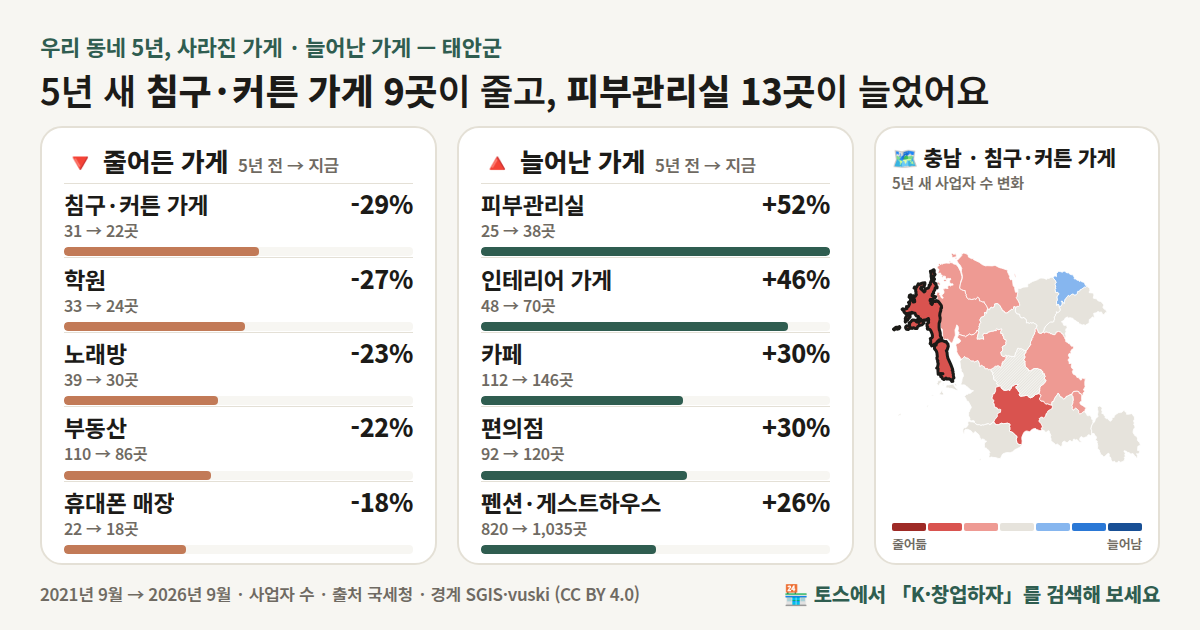 우리 동네 5년, 사라진 가게 · 늘어난 가게 — 태안군
5년 새 침구·커튼 가게 9곳이 줄고, 피부관리실 13곳이 늘었어요
줄어든 가게 5년 전 → 지금
침구·커튼 가게 -29%
31 → 22곳
학원 -27%
33 → 24곳
노래방 -23%
39 → 30곳
부동산 -22%
110 → 86곳
휴대폰 매장 -18%
22 → 18곳
늘어난 가게 5년 전 → 지금
피부관리실 +52%
25 → 38곳
인테리어 가게 +46%
48 → 70곳
카페 +30%
112 → 146곳
편의점 +30%
92 → 120곳
펜션·게스트하우스 +26%
820 → 1,035곳
충남 · 침구·커튼 가게
5년 새 사업자 수 변화
줄어듦 늘어남
2021년 9월 → 2026년 9월 · 사업자 수 · 출처 국세청 · 경계 SGIS·vuski (CC BY 4.0)
토스에서 「K·창업하자」를 검색해 보세요